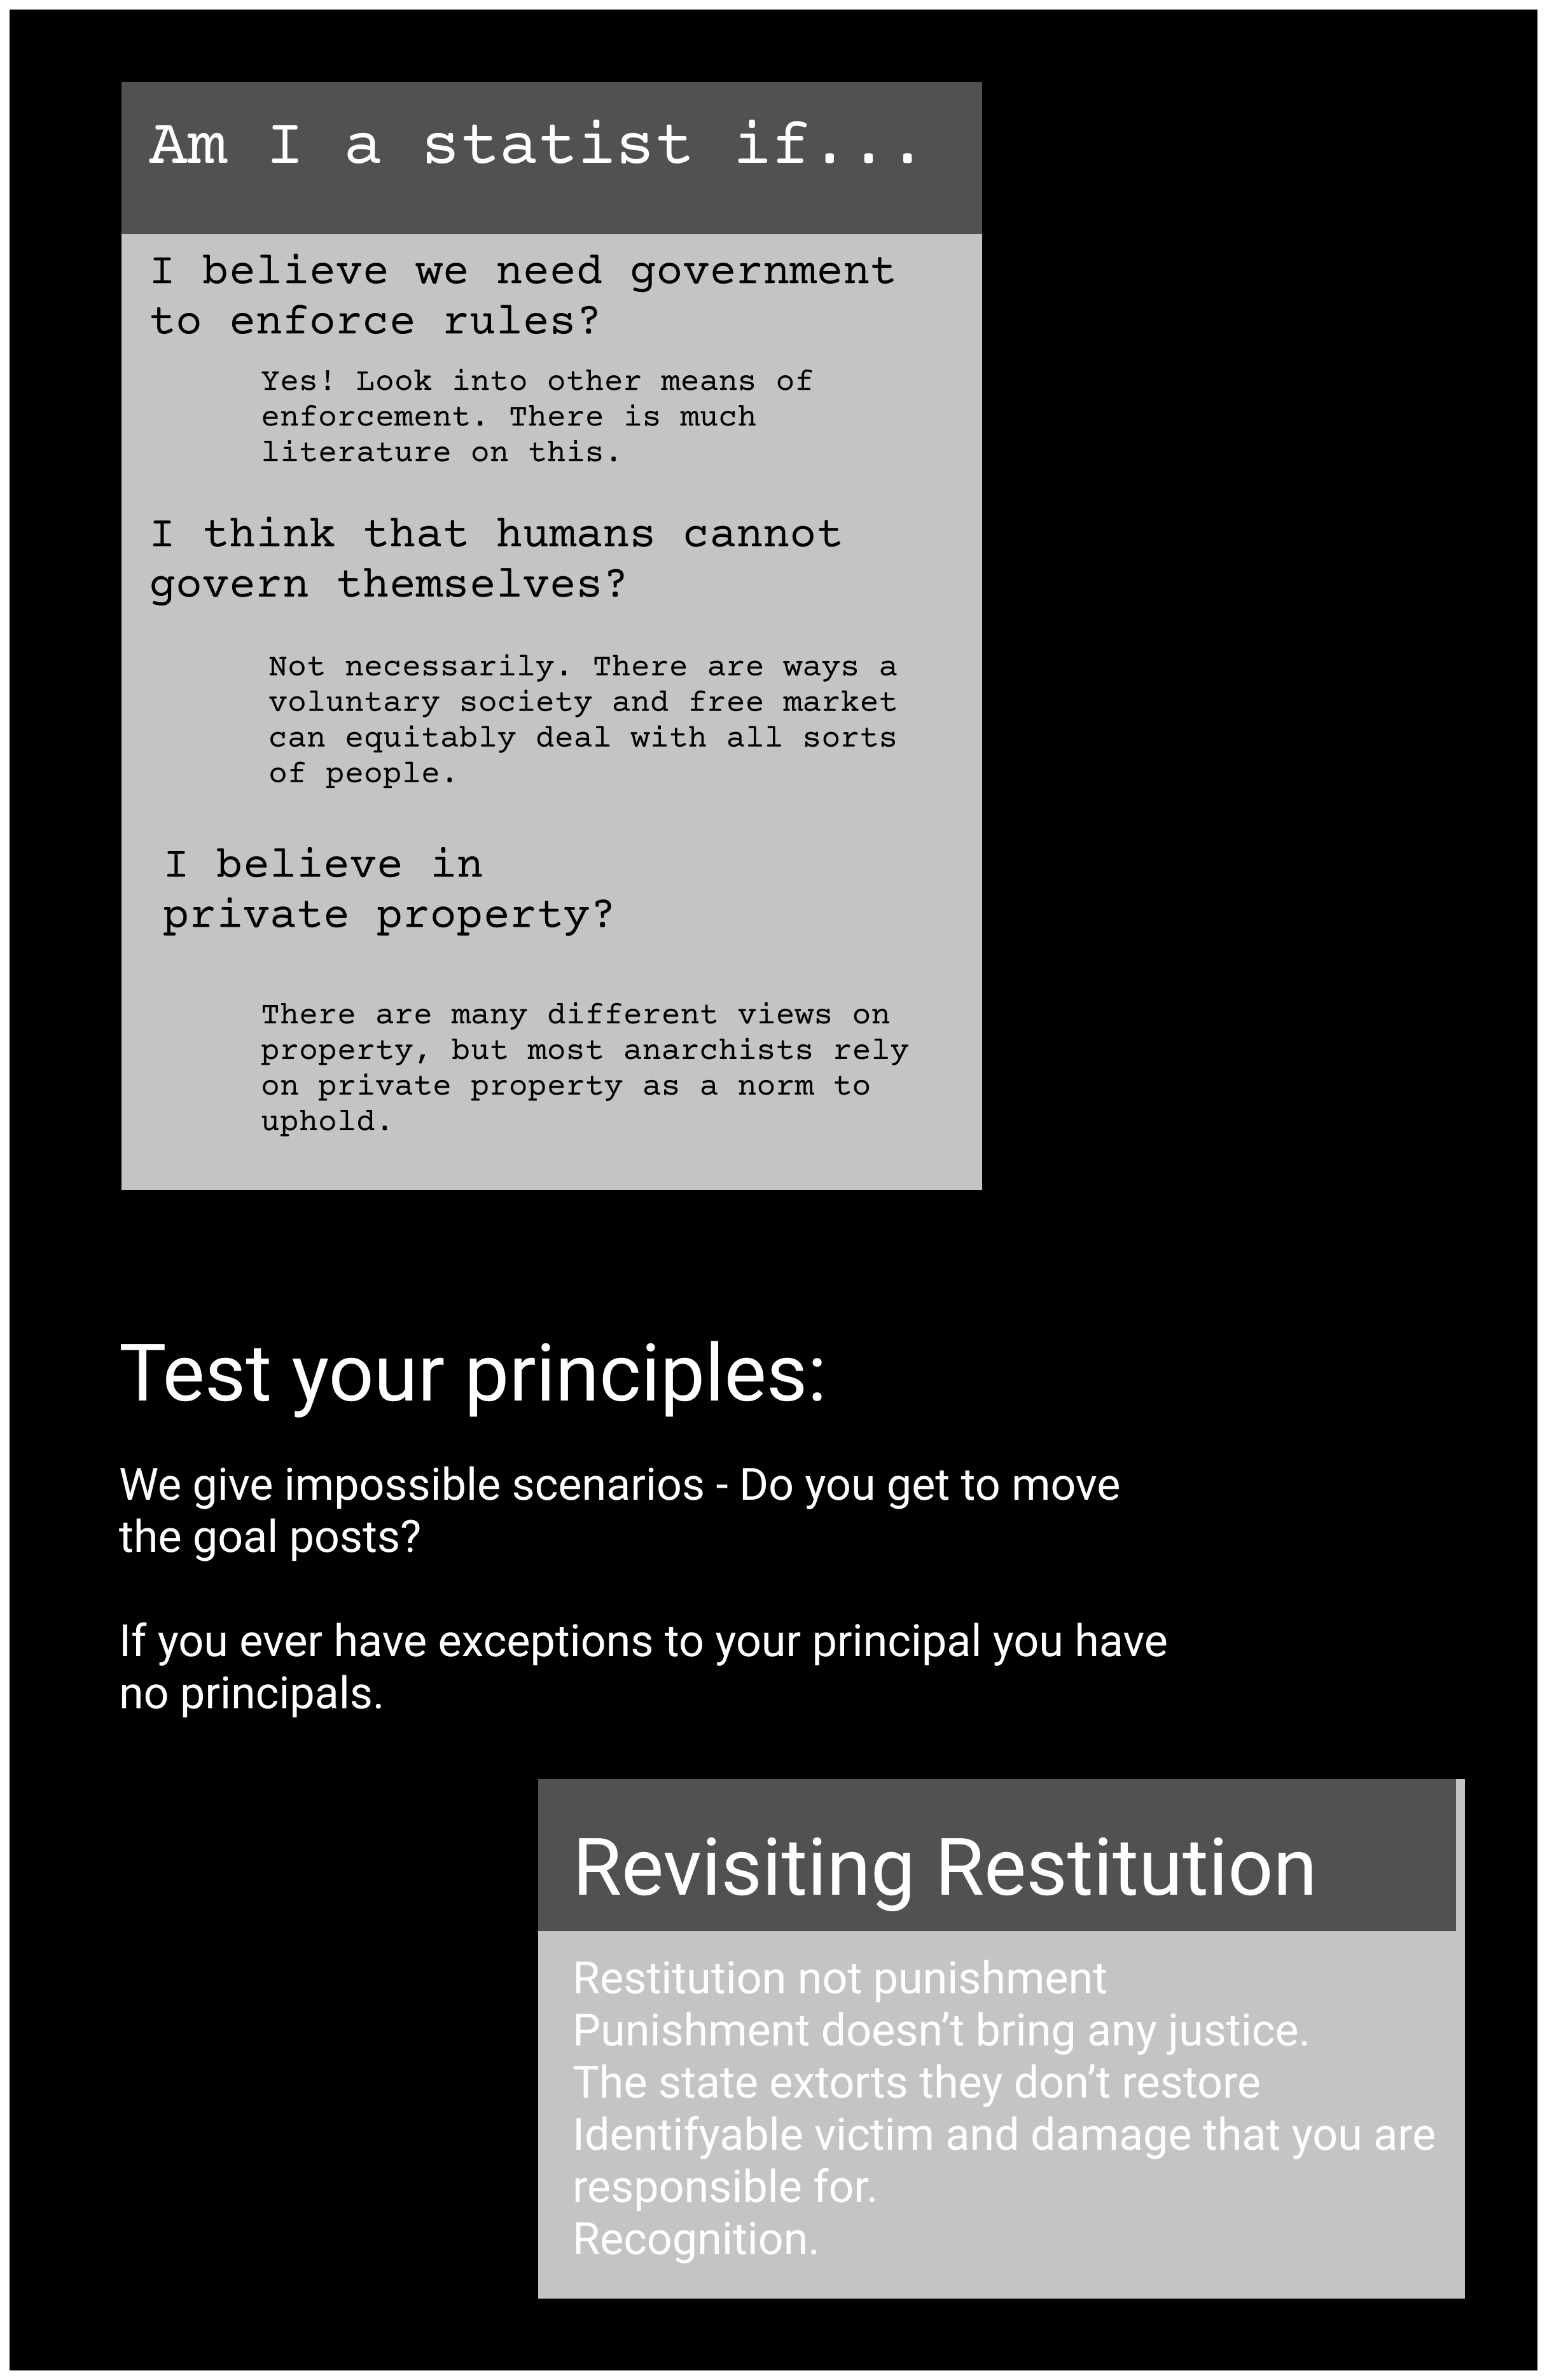 Am I a statist if...
I believe we need government
to enforce rules?
Yes! Look into other means of
enforcement. There is much
literature on this.
I think that humans cannot
govern themselves?
Not necessarily. There are ways a
voluntary society and free market
can equitably deal with all sorts
of people.
I believe in
private property?
There are many different views on
property, but most anarchists rely
on private property as a norm to
uphold.
Test your principles:
We give impossible scenarios - Do you get to move
the goal posts?
If you ever have exceptions to your principal you have
no principals.
Revisiting Restitution
Restitution not punishment
Punishment doesn’t bring any justice.
The state extorts they don’t restore
Identifyable victim and damage that you are
responsible for.
Recognition.